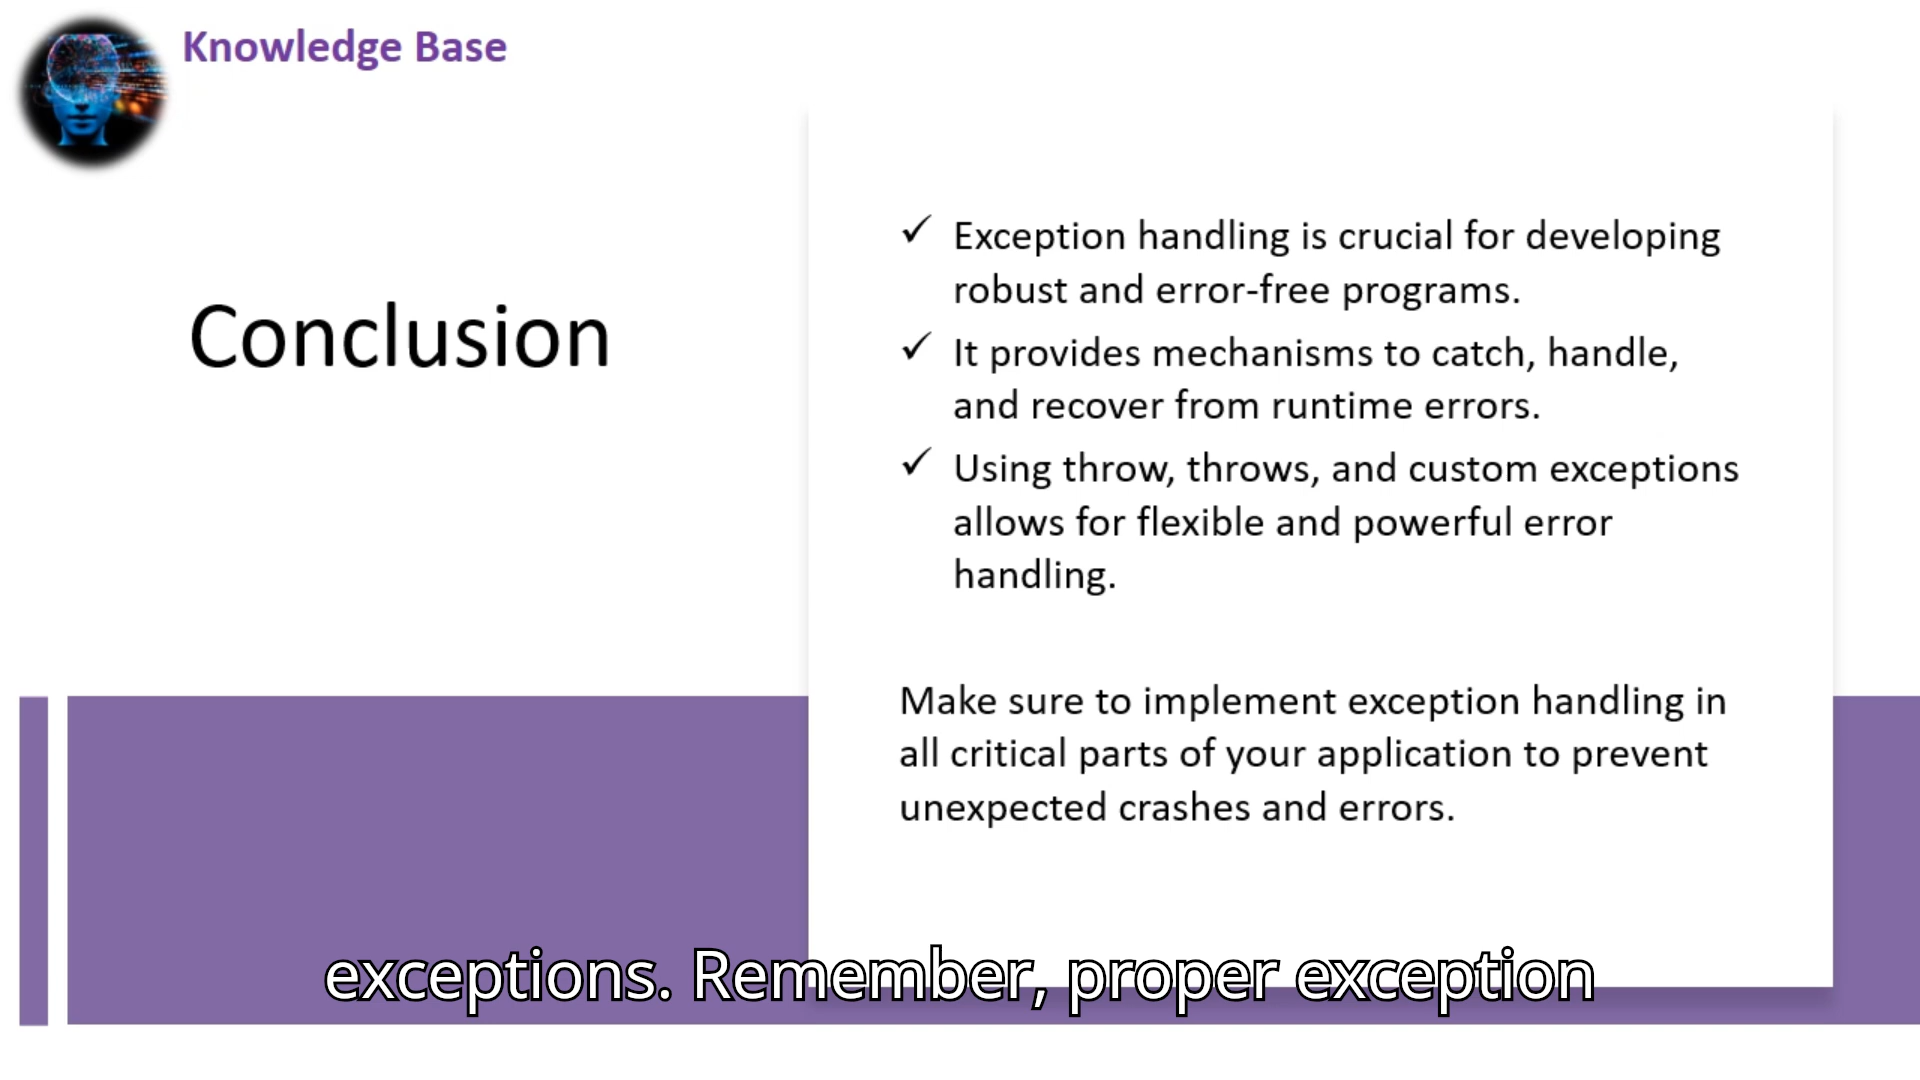 Knowledge Base
Conclusion
✓ Exception handling is crucial for developing
robust and error-free programs.
✓ It provides mechanisms to catch, handle,
and recover from runtime errors.
✓ Using throw, throws, and custom exceptions
allows for flexible and powerful error
handling.
Make sure to implement exception handling in
all critical parts of your application to prevent
unexpected crashes and errors.
exceptions. Remember, proper exception